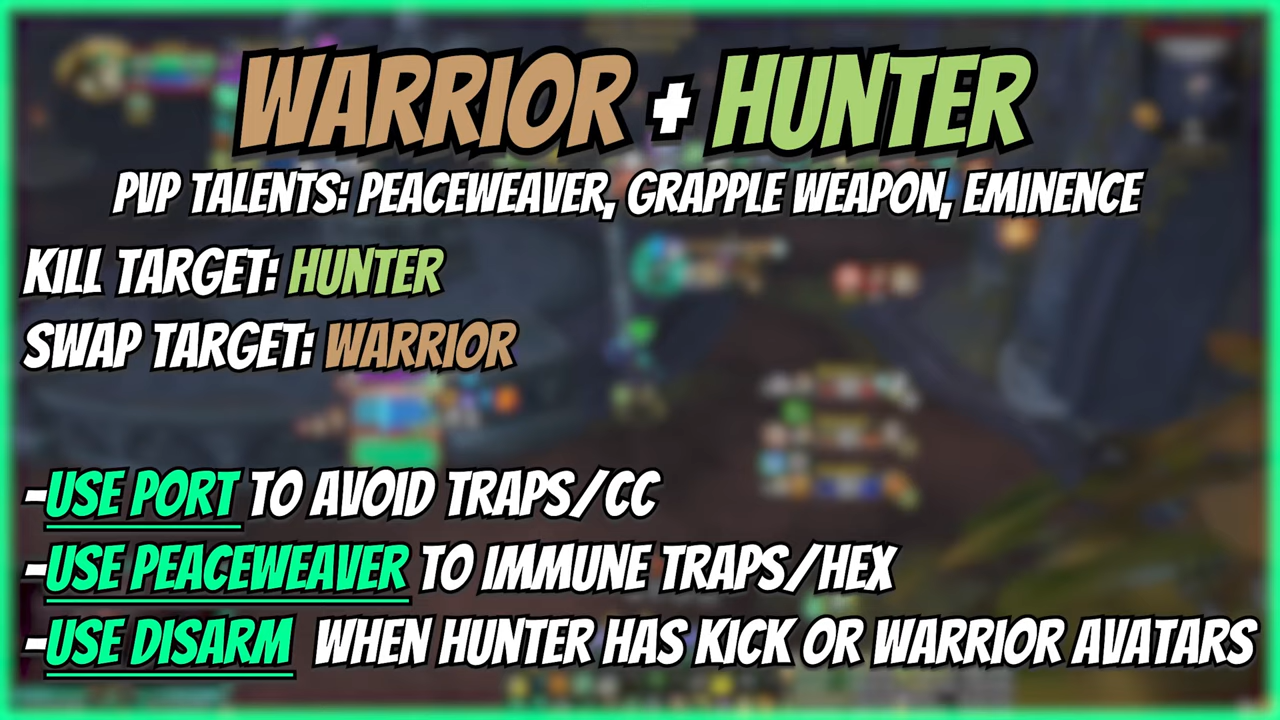 WARRIOR + HUNTER
PVP TALENTS: PEACEWEAVER, GRAPPLE WEAPON, EMINENCE
KILL TARGET: HUNTER
SWAP TARGET: WARRIOR
-USE PORT TO AVOID TRAPS/CC
-USE PEACEWEAVER TO IMMUNE TRAPS/HEX
-USE DISARM WHEN HUNTER HAS KICK OR WARRIOR AVATARS